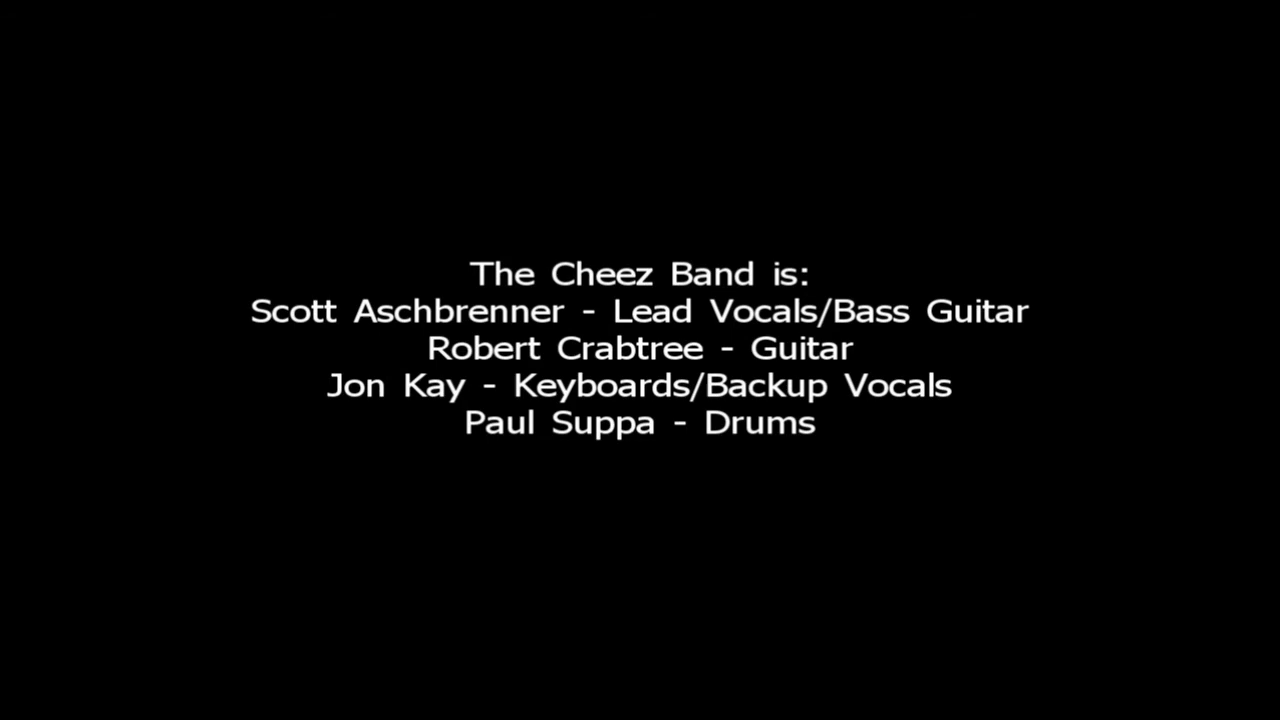 The Cheez Band is:
Scott Aschbrenner - Lead Vocals/Bass Guitar
Robert Crabtree - Guitar
Jon Kay - Keyboards/Backup Vocals
Paul Suppa - Drums